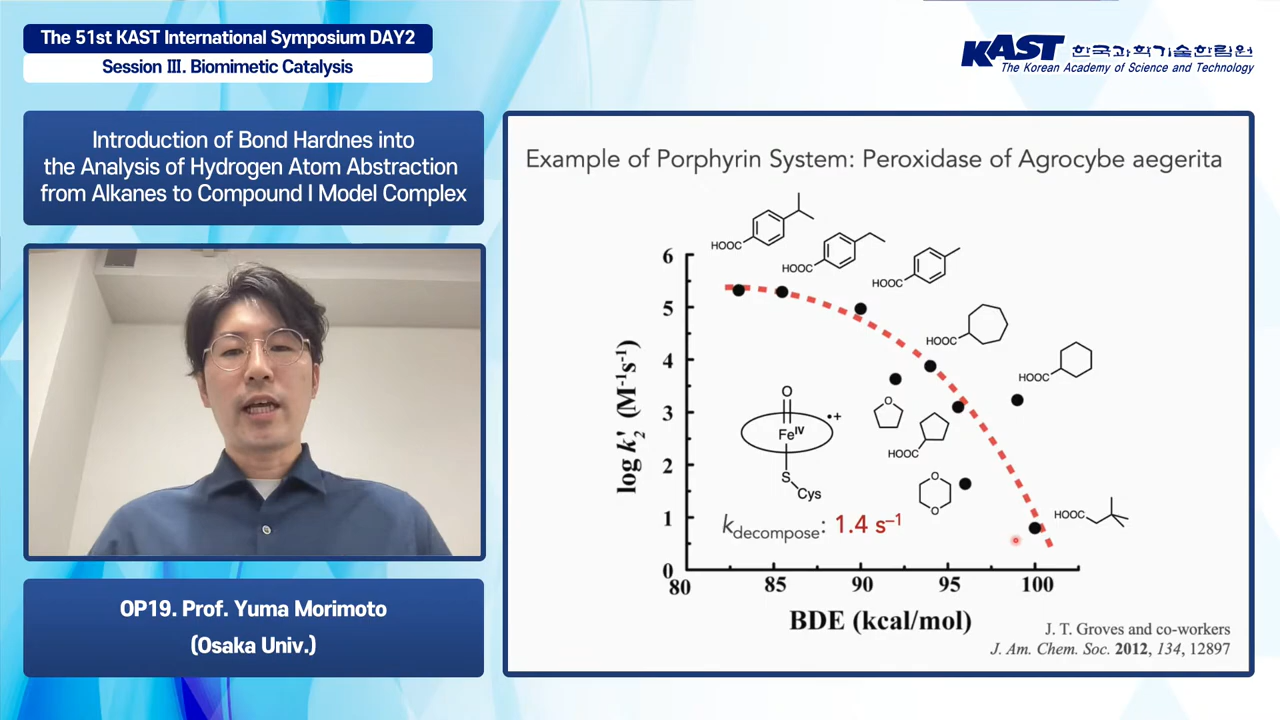 The 51st KAST International Symposium DAY2
Session Ⅲ. Biomimetic Catalysis
KAST 한국과학기술한림원
The Korean Academy of Science and Technology
Introduction of Bond Hardnes into
the Analysis of Hydrogen Atom Abstraction
from Alkanes to Compound I Model Complex
OP19. Prof. Yuma Morimoto
(Osaka Univ.)
Example of Porphyrin System: Peroxidase of Agrocybe aegerita
HOOC
HOOC
HOOC
HOOC
HOOC
O
HOOC
O
O
HOOC
O
Fe^IV
•+
S
Cys
k_decompose: 1.4 s⁻¹
log k₂' (M⁻¹s⁻¹)
6
5
4
3
2
1
0
80 85 90 95 100
BDE (kcal/mol)
J. T. Groves and co-workers
J. Am. Chem. Soc. 2012, 134, 12897